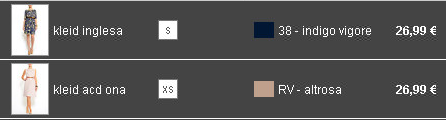 kleid inglesa S 38 - indigo vigore 26,99 €
kleid acd ona XS RV - altrosa 26,99 €